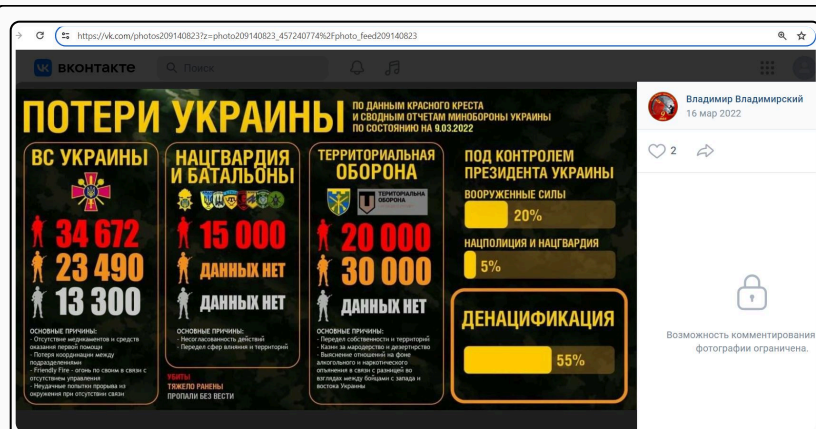 https://vk.com/photos209140823?z=photo209140823_457240774%2Fphoto_feed209140823
ВКОНТАКТЕ
Поиск
ПОТЕРИ УКРАИНЫ
ПО ДАННЫМ КРАСНОГО КРЕСТА
И СВОДНЫМ ОТЧЕТАМ МИНОБОРОНЫ УКРАИНЫ
ПО СОСТОЯНИЮ НА 9.03.2022
ВС УКРАИНЫ
34 672
23 490
13 300
ОСНОВНЫЕ ПРИЧИНЫ:
- Отсутствие медикаментов и средств
оказания первой помощи
- Потеря координации между
подразделениями
- Friendly Fire - огонь по своим в связи с
отсутствием управления
- Неудачные попытки прорыва из
окружения при отсутствии связи
НАЦГВАРДИЯ
И БАТАЛЬОНЫ
15 000
ДАННЫХ НЕТ
ДАННЫХ НЕТ
ОСНОВНЫЕ ПРИЧИНЫ:
- Несогласованность действий
- Передел сфер влияния и территорий
УБИТЫ
ТЯЖЕЛО РАНЕНЫ
ПРОПАЛИ БЕЗ ВЕСТИ
ТЕРРИТОРИАЛЬНАЯ
ОБОРОНА
ТЕРИТОРІАЛЬНА
ОБОРОНА
20 000
30 000
ДАННЫХ НЕТ
ОСНОВНЫЕ ПРИЧИНЫ:
- Передел собственности и территорий
- Казни за мародерство и дезертирство
- Выяснение отношений на фоне
алкогольного и наркотического
опьянения в связи с разницей во
взглядах между бойцами с запада и
востока Украины
ПОД КОНТРОЛЕМ
ПРЕЗИДЕНТА УКРАИНЫ
ВООРУЖЕННЫЕ СИЛЫ
20%
НАЦПОЛИЦИЯ И НАЦГВАРДИЯ
5%
ДЕНАЦИФИКАЦИЯ
55%
Владимир Владимирский
16 мар 2022
2
Возможность комментирования
фотографии ограничена.